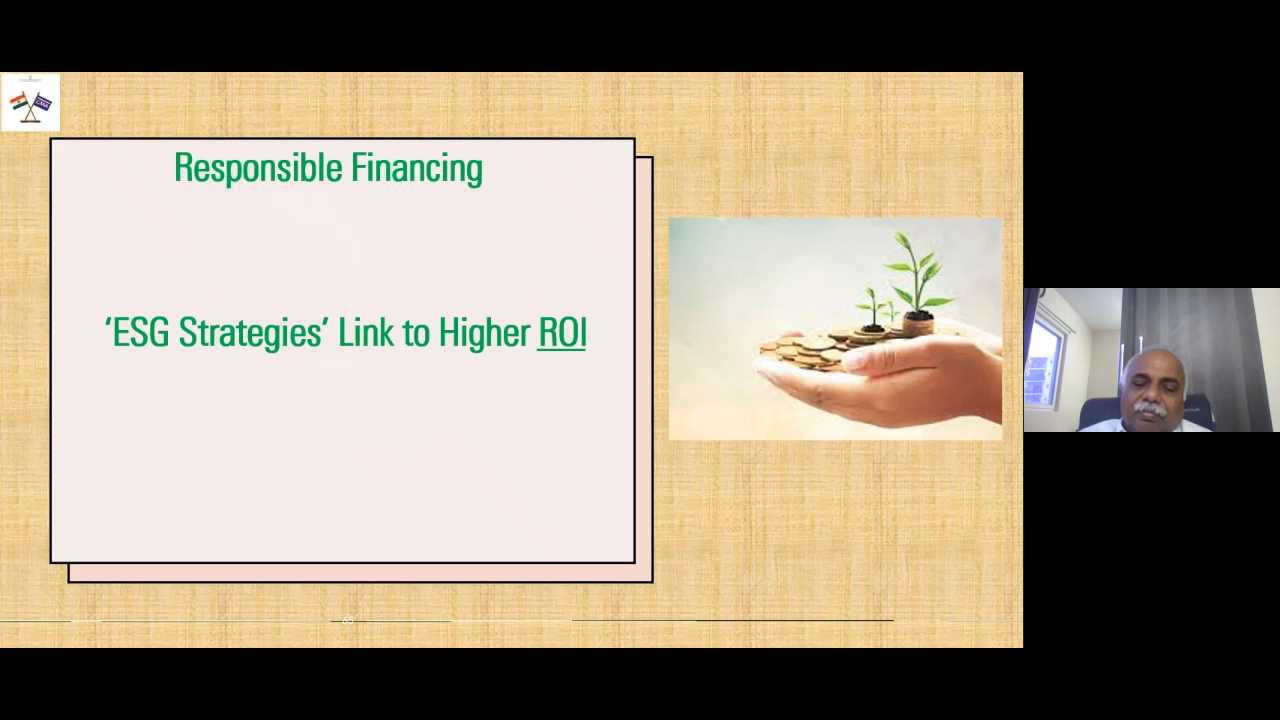 Responsible Financing
‘ESG Strategies’ Link to Higher ROI